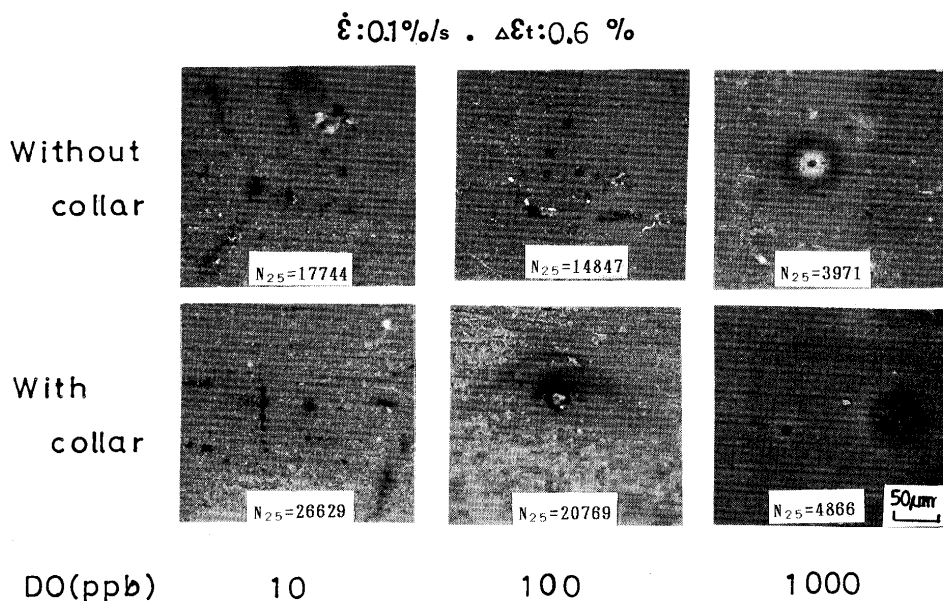 ε̇:0.1%/s . Δεt:0.6 %
Without
collar
N25=17744
N25=14847
N25=3971
With
collar
N25=26629
N25=20769
N25=4866
50μm
DO(ppb) 10 100 1000